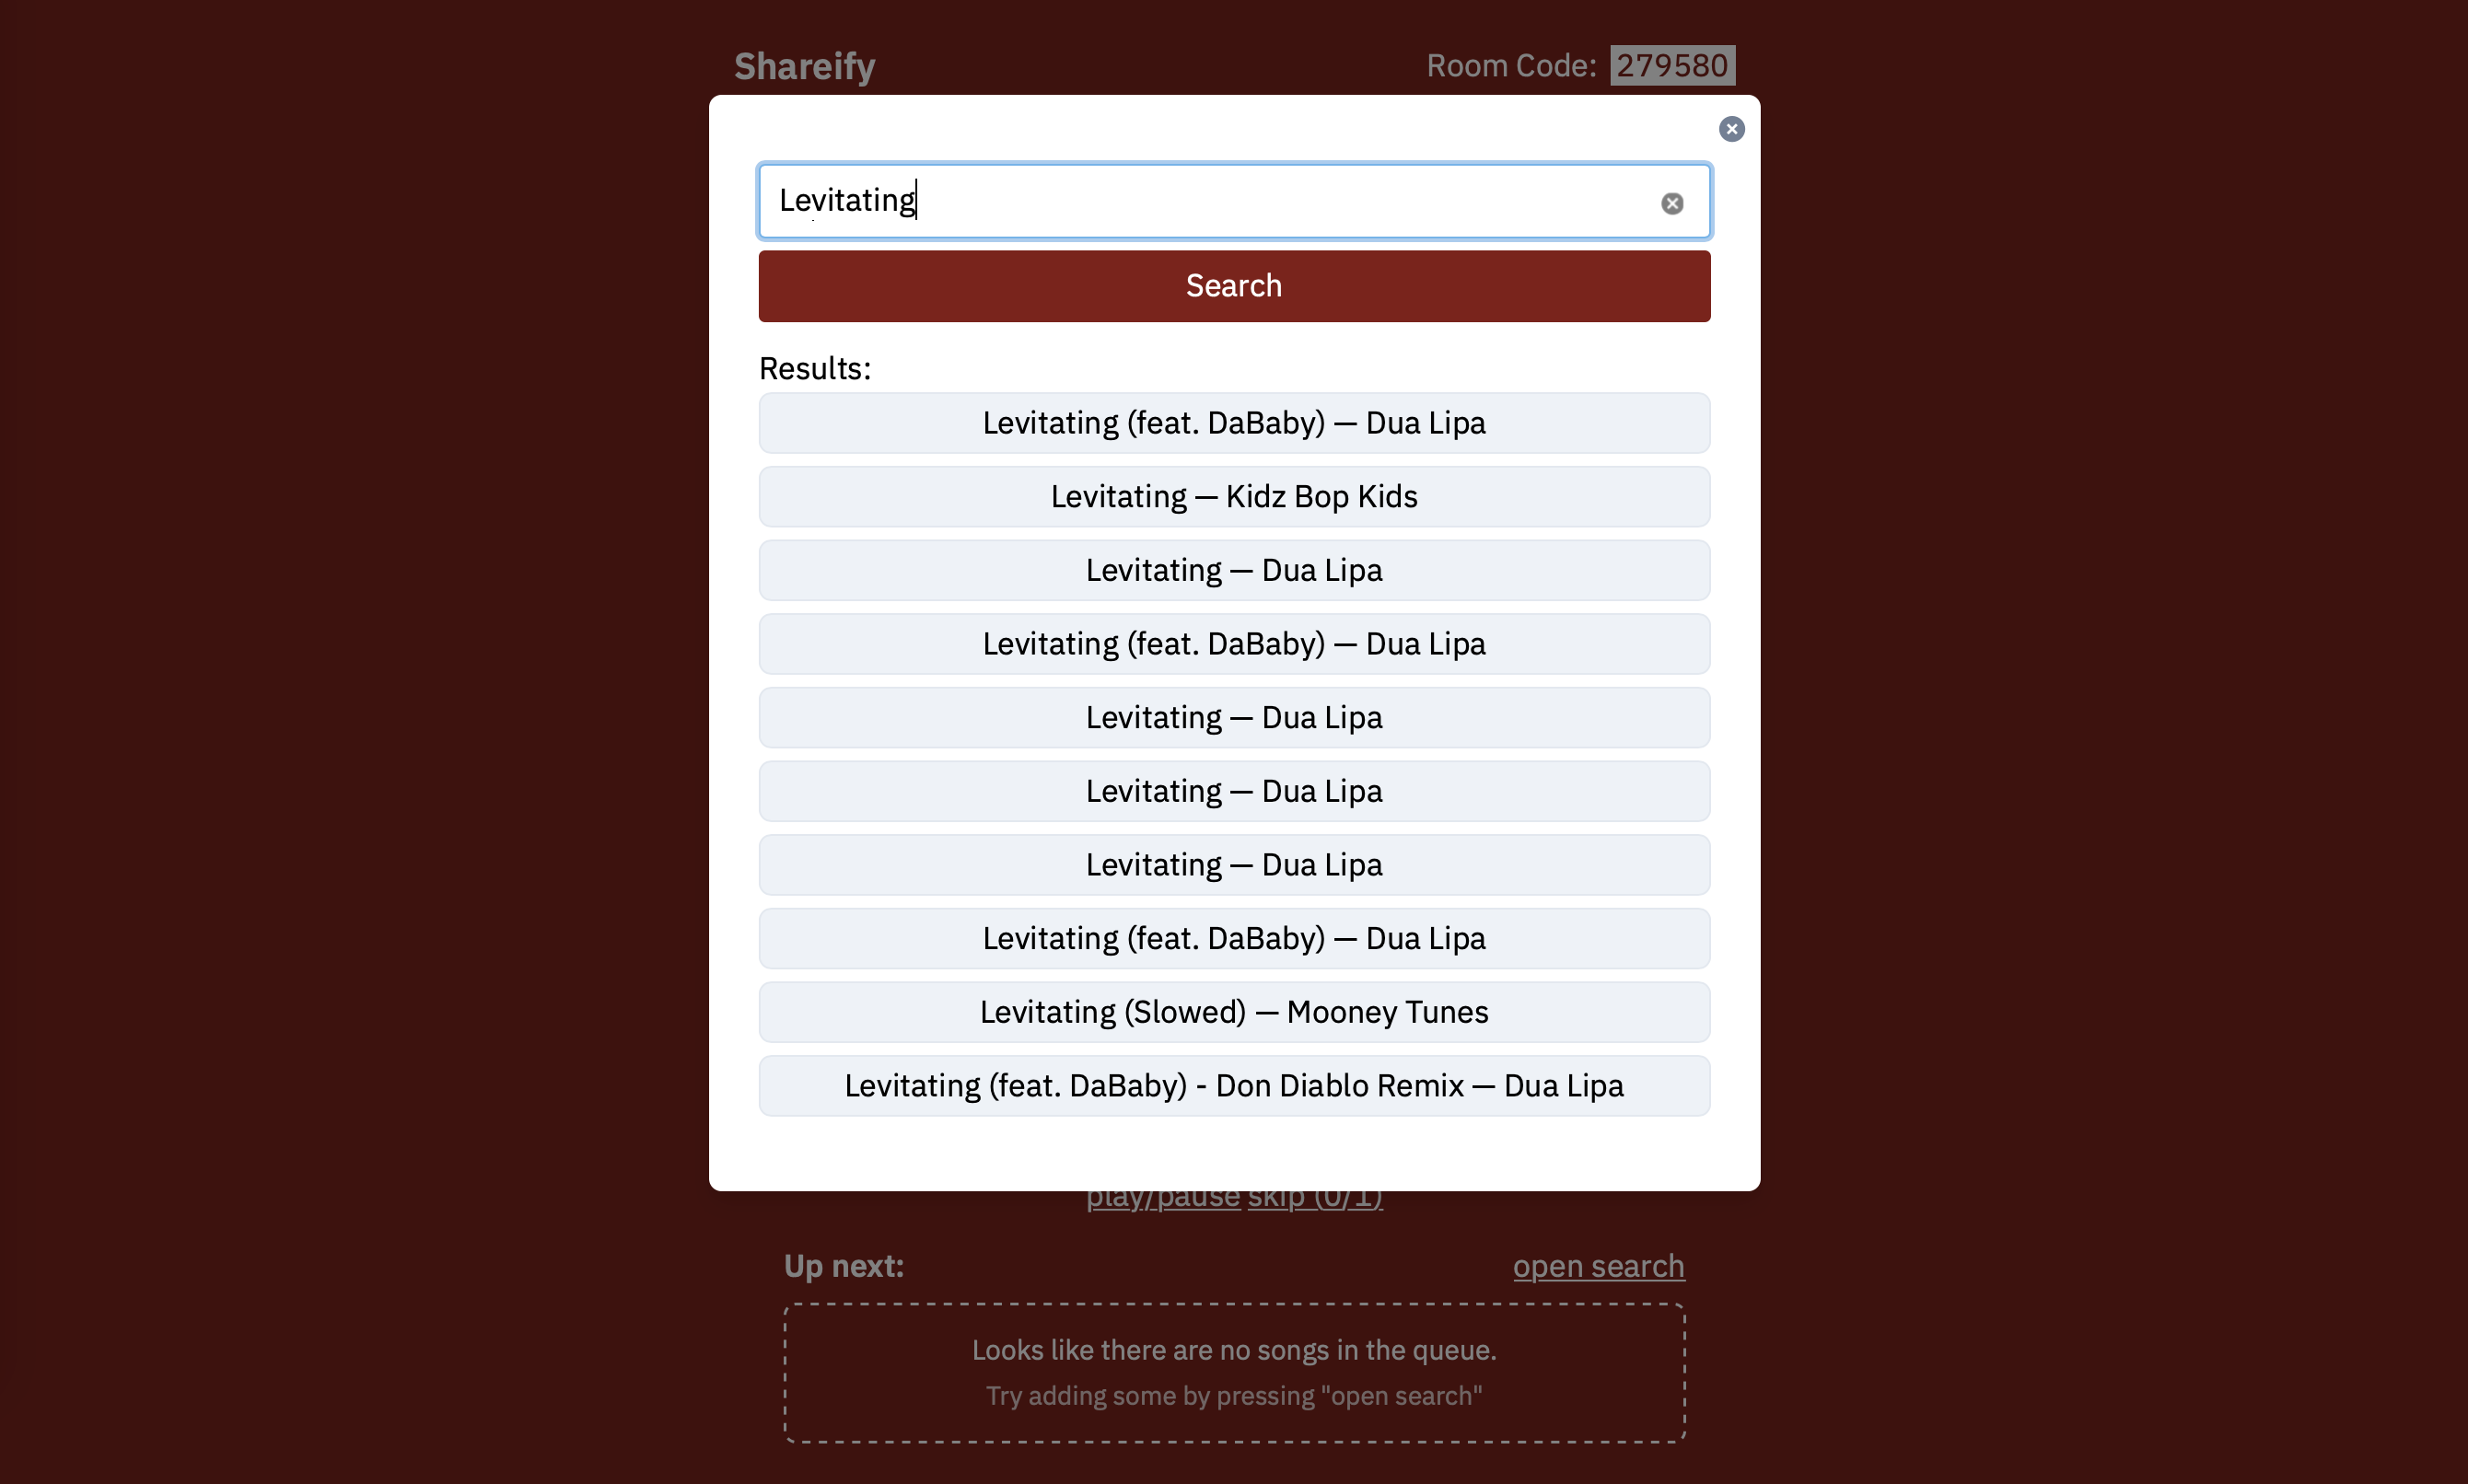 Shareify
Room Code: 279580
Levitating
Search
Results:
Levitating (feat. DaBaby) — Dua Lipa
Levitating — Kidz Bop Kids
Levitating — Dua Lipa
Levitating (feat. DaBaby) — Dua Lipa
Levitating — Dua Lipa
Levitating — Dua Lipa
Levitating — Dua Lipa
Levitating (feat. DaBaby) — Dua Lipa
Levitating (Slowed) — Mooney Tunes
Levitating (feat. DaBaby) - Don Diablo Remix — Dua Lipa
play/pause skip (0/1)
Up next:
open search
Looks like there are no songs in the queue.
Try adding some by pressing "open search"